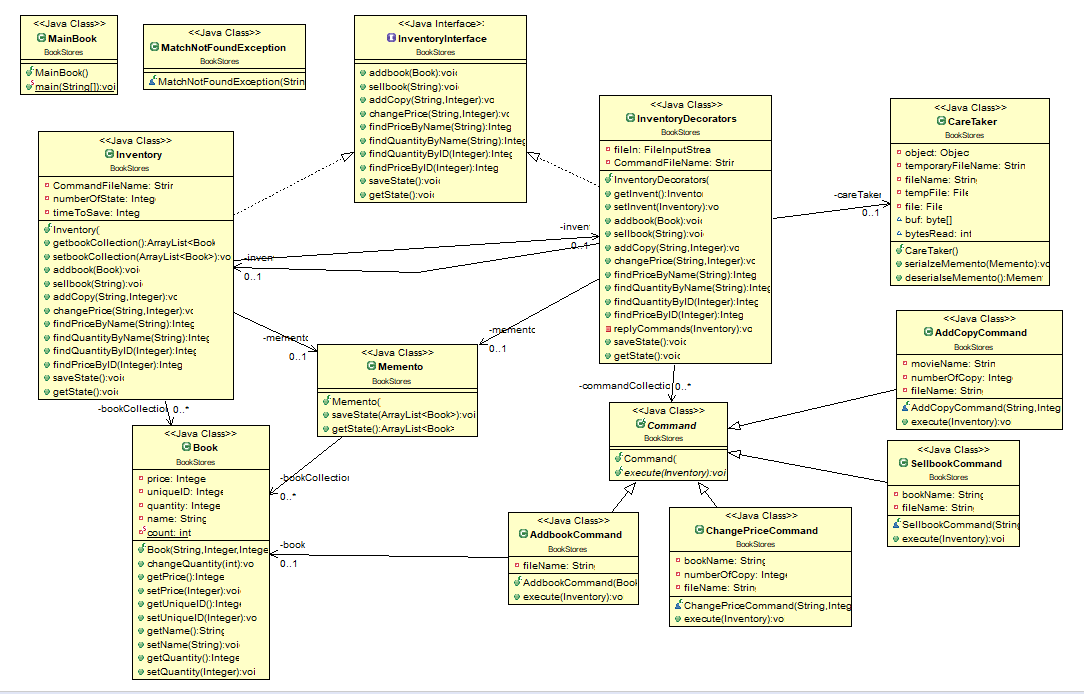 <<Java Class>>
MainBook
BookStores
MainBook()
main(String[]):voi
<<Java Class>>
MatchNotFoundException
BookStores
MatchNotFoundException(Strin
<<Java Interface>:
InventoryInterface
BookStores
addbook(Book):voi
sellbook(String):voi
addCopy(String,Integer):vo
changePrice(String,Integer):vo
findPriceByName(String):Integ
findQuantityByName(String):Integ
findQuantityByID(Integer):Integ
findPriceByID(Integer):Integ
saveState():voi
getState():voi
<<Java Class>>
Inventory
BookStores
CommandFileName: Strir
numberOfState: Integ
timeToSave: Integ
Inventory(
getbookCollection():ArrayList<Book
setbookCollection(ArrayList<Book>):vo
addbook(Book):voi
sellbook(String):voi
addCopy(String,Integer):vo
changePrice(String,Integer):vo
findPriceByName(String):Integ
findQuantityByName(String):Integ
findQuantityByID(Integer):Integ
findPriceByID(Integer):Integ
saveState():voi
getState():voi
<<Java Class>>
InventoryDecorators
BookStores
fileIn: FileInputStrea
CommandFileName: Strir
InventoryDecorators(
getInvent():Inventor
setInvent(Inventory):vo
addbook(Book):voi
sellbook(String):voi
addCopy(String,Integer):vo
changePrice(String,Integer):vo
findPriceByName(String):Integ
findQuantityByName(String):Integ
findQuantityByID(Integer):Integ
findPriceByID(Integer):Integ
replyCommands(Inventory):vo
saveState():voi
getState():voi
<<Java Class>>
CareTaker
BookStores
object: Objec
temporaryFileName: Strin
fileName: String
tempFile: File
file: File
buf: byte[]
bytesRead: int
CareTaker()
serialzeMemento(Memento):vo
deserialseMemento():Memen
-careTaker
0..1
-inven
0..1
-inven
0..1
-memento
0..1
-memento
0..1
<<Java Class>>
Memento
BookStores
Memento(
saveState(ArrayList<Book>):voi
getState():ArrayList<Book>
-commandCollectio
0..*
<<Java Class>>
Command
BookStores
Command(
execute(Inventory):voi
<<Java Class>>
AddCopyCommand
BookStores
movieName: Strin
numberOfCopy: Integ
fileName: Strin
AddCopyCommand(String,Integ
execute(Inventory):vo
<<Java Class>>
SellbookCommand
BookStores
bookName: String
fileName: Strin
SellbookCommand(String
execute(Inventory):voi
-bookCollectio
0..*
<<Java Class>>
Book
BookStores
price: Intege
uniqueID: Intege
quantity: Intege
name: String
count: int
Book(String,Integer,Intege
changeQuantity(int):vo
getPrice():Intege
setPrice(Integer):voi
getUniqueID():Intege
setUniqueID(Integer):vo
getName():String
setName(String):voi
getQuantity():Intege
setQuantity(Integer):voi
-bookCollectio
0..*
-book
0..1
<<Java Class>>
AddbookCommand
BookStores
fileName: Strin
AddbookCommand(Book
execute(Inventory):vo
<<Java Class>>
ChangePriceCommand
BookStores
bookName: String
numberOfCopy: Intege
fileName: Strin
ChangePriceCommand(String,Integ
execute(Inventory):vo